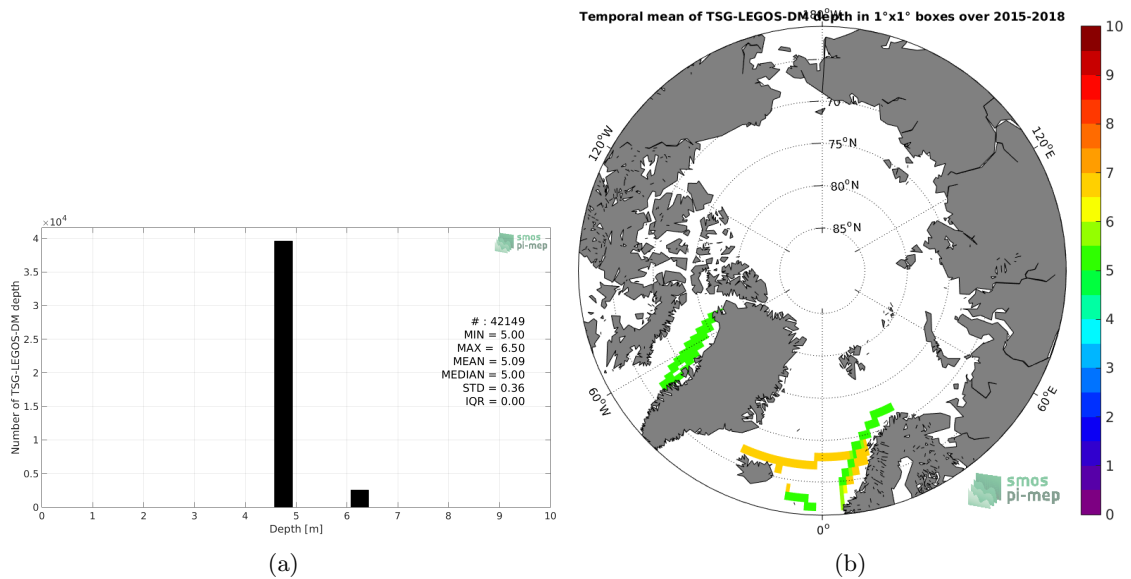 ×10⁴
4
3.5
3
2.5
2
1.5
1
0.5
0
Number of TSG-LEGOS-DM depth
0 1 2 3 4 5 6 7 8 9 10
Depth [m]
smos
pi-mep
# : 42149
MIN = 5.00
MAX = 6.50
MEAN = 5.09
MEDIAN = 5.00
STD = 0.36
IQR = 0.00
(a)
Temporal mean of TSG-LEGOS-DM depth in 1°x1° boxes over 2015-2018
180°W
120°W
120°E
70
75°N
80°N
85°N
60°W
60°E
0°
smos
pi-mep
10
9
8
7
6
5
4
3
2
1
0
(b)